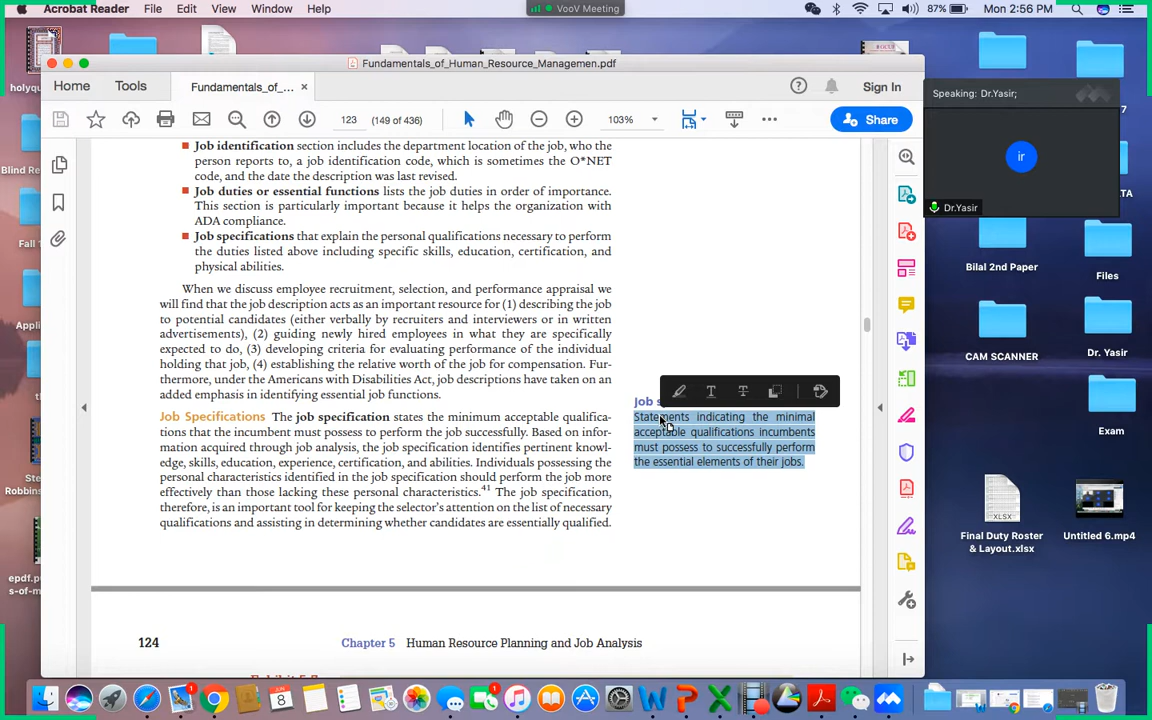 Acrobat Reader File Edit View Window Help
VooV Meeting
87% Mon 2:56 PM
Fundamentals_of_Human_Resource_Managemen.pdf
Home Tools Fundamentals_of_... × Sign In
123 (149 of 436) 103% Share
Job identification section includes the department location of the job, who the
person reports to, a job identification code, which is sometimes the O*NET
code, and the date the description was last revised.
Job duties or essential functions lists the job duties in order of importance.
This section is particularly important because it helps the organization with
ADA compliance.
Job specifications that explain the personal qualifications necessary to perform
the duties listed above including specific skills, education, certification, and
physical abilities.
When we discuss employee recruitment, selection, and performance appraisal we
will find that the job description acts as an important resource for (1) describing the job
to potential candidates (either verbally by recruiters and interviewers or in written
advertisements), (2) guiding newly hired employees in what they are specifically
expected to do, (3) developing criteria for evaluating performance of the individual
holding that job, (4) establishing the relative worth of the job for compensation. Fur-
thermore, under the Americans with Disabilities Act, job descriptions have taken on an
added emphasis in identifying essential job functions.
Job Specifications The job specification states the minimum acceptable qualifica-
tions that the incumbent must possess to perform the job successfully. Based on infor-
mation acquired through job analysis, the job specification identifies pertinent knowl-
edge, skills, education, experience, certification, and abilities. Individuals possessing the
personal characteristics identified in the job specification should perform the job more
effectively than those lacking these personal characteristics.41 The job specification,
therefore, is an important tool for keeping the selector's attention on the list of necessary
qualifications and assisting in determining whether candidates are essentially qualified.
Job s
Statements indicating the minimal
acceptable qualifications incumbents
must possess to successfully perform
the essential elements of their jobs.
124 Chapter 5 Human Resource Planning and Job Analysis
Speaking: Dr.Yasir;
ir
Dr.Yasir
holyqu
Blind Re
Fall
Appli
Ste
Robbins
epdf.pu
s-of-m
7
TA
Bilal 2nd Paper
Files
CAM SCANNER
Dr. Yasir
Exam
XLSX
Final Duty Roster
& Layout.xlsx
Untitled 6.mp4
JUN
8
1
1